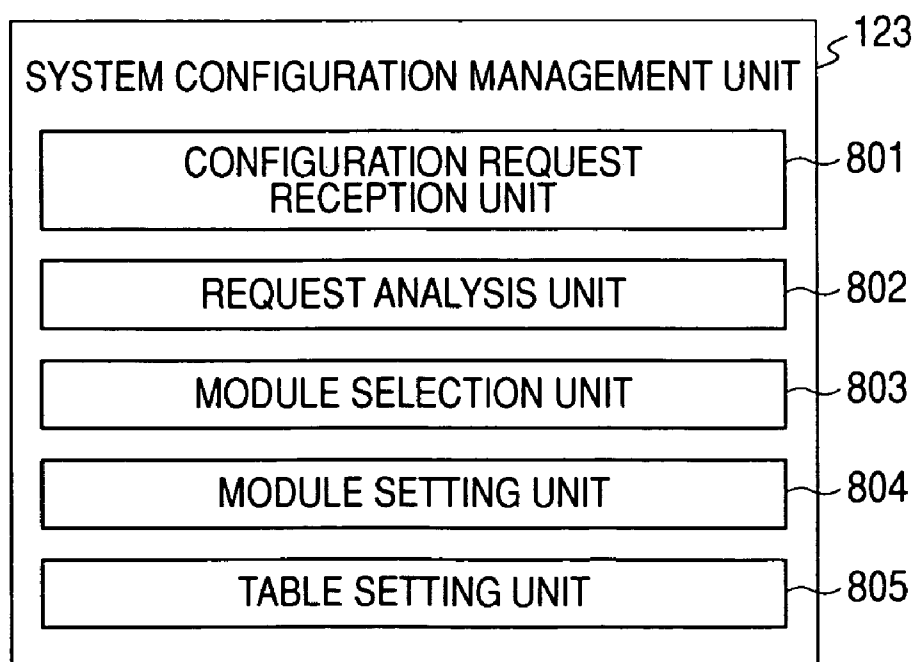 123
SYSTEM CONFIGURATION MANAGEMENT UNIT
CONFIGURATION REQUEST
RECEPTION UNIT
801
REQUEST ANALYSIS UNIT
802
MODULE SELECTION UNIT
803
MODULE SETTING UNIT
804
TABLE SETTING UNIT
805